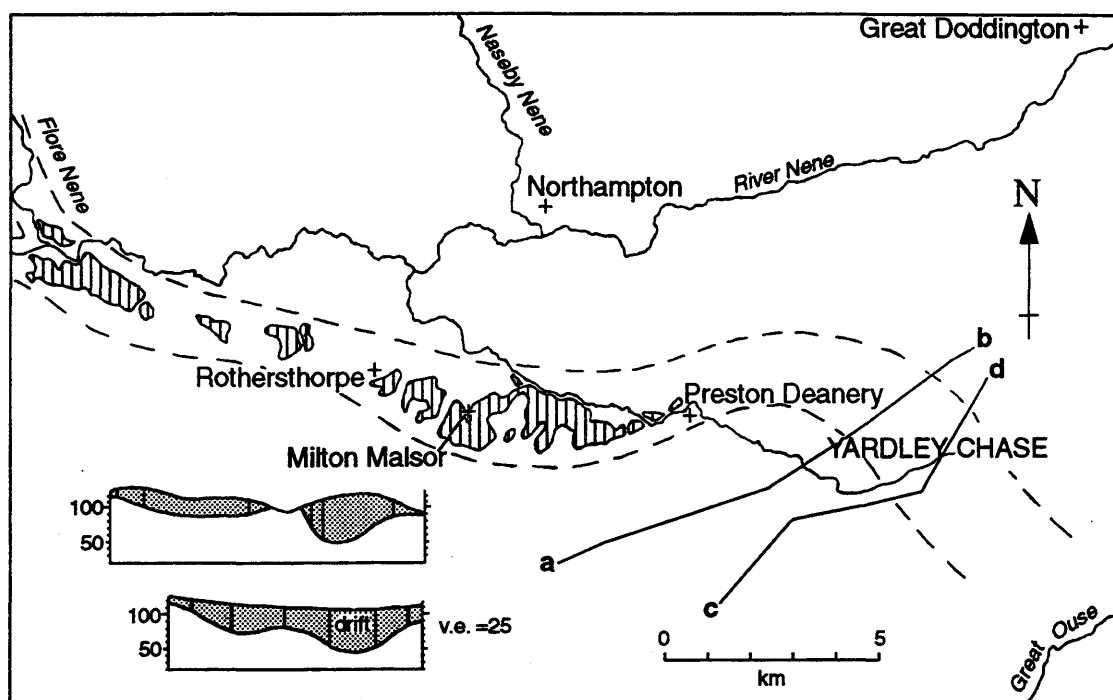 Great Doddington
Naseby Nene
Flore Nene
Northampton
River Nene
N
b
d
Rothersthorpe
Preston Deanery
Milton Malsor
YARDLEY CHASE
a
c
100
50
100
50
drift
v.e. =25
0 5
km
Great Ouse